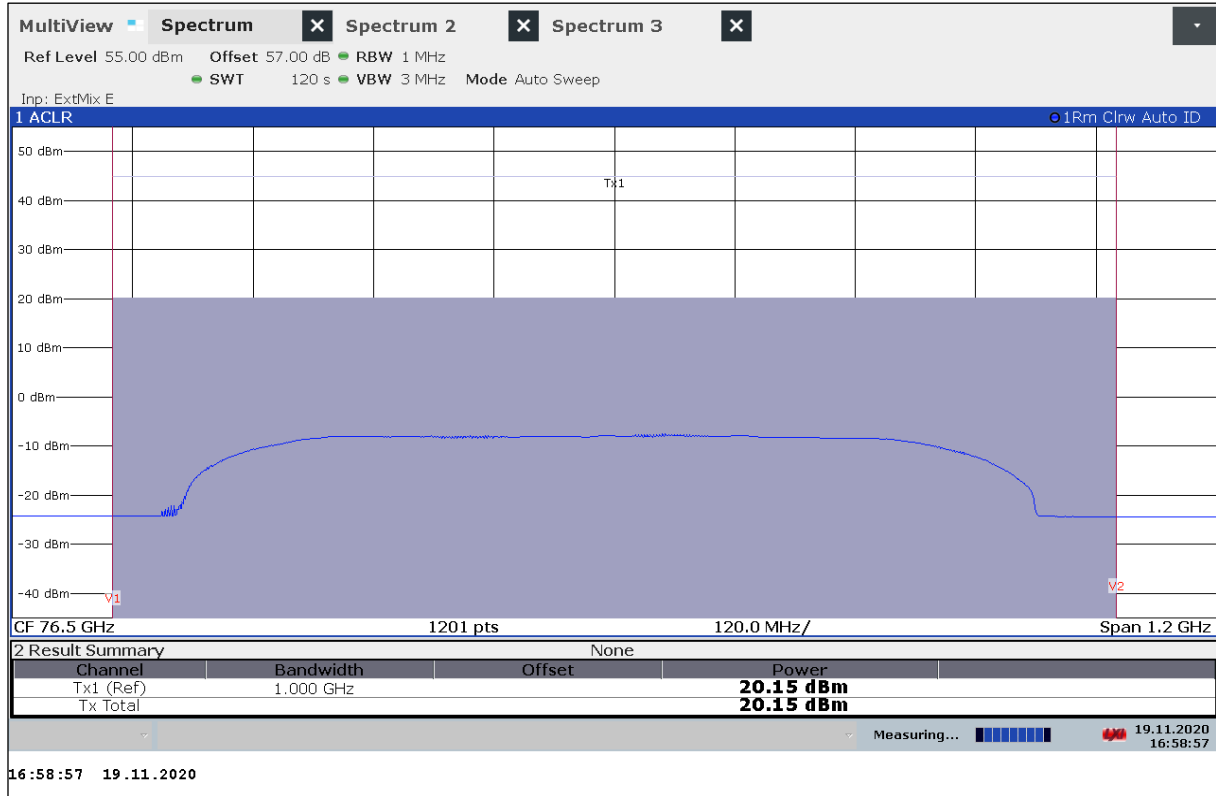 MultiView Spectrum X Spectrum 2 X Spectrum 3 X
Ref Level 55.00 dBm Offset 57.00 dB RBW 1 MHz
SWT 120 s VBW 3 MHz Mode Auto Sweep
Inp: ExtMix E
1 ACLR 1Rm Clrw Auto ID
50 dBm
Tx1
40 dBm
30 dBm
20 dBm
10 dBm
0 dBm
-10 dBm
-20 dBm
-30 dBm
-40 dBm
V1
V2
CF 76.5 GHz 1201 pts 120.0 MHz/ Span 1.2 GHz
2 Result Summary None
Channel Bandwidth Offset Power
Tx1 (Ref) 1.000 GHz 20.15 dBm
Tx Total 20.15 dBm
Measuring... 19.11.2020
16:58:57
16:58:57 19.11.2020